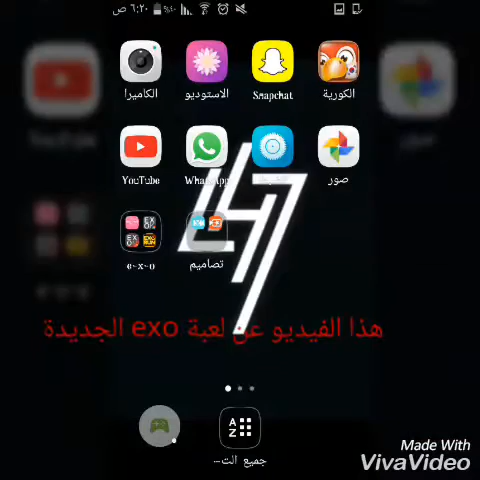 ٦:٢٠ ص
٤٠%
الكاميرا
الاستوديو
Snapchat
الكورية
YouTube
WhatsApp
صور
e~x~o
تصاميم
هذا الفيديو عن لعبة exo الجديدة
A
Z
جميع الت...
Made With
VivaVideo